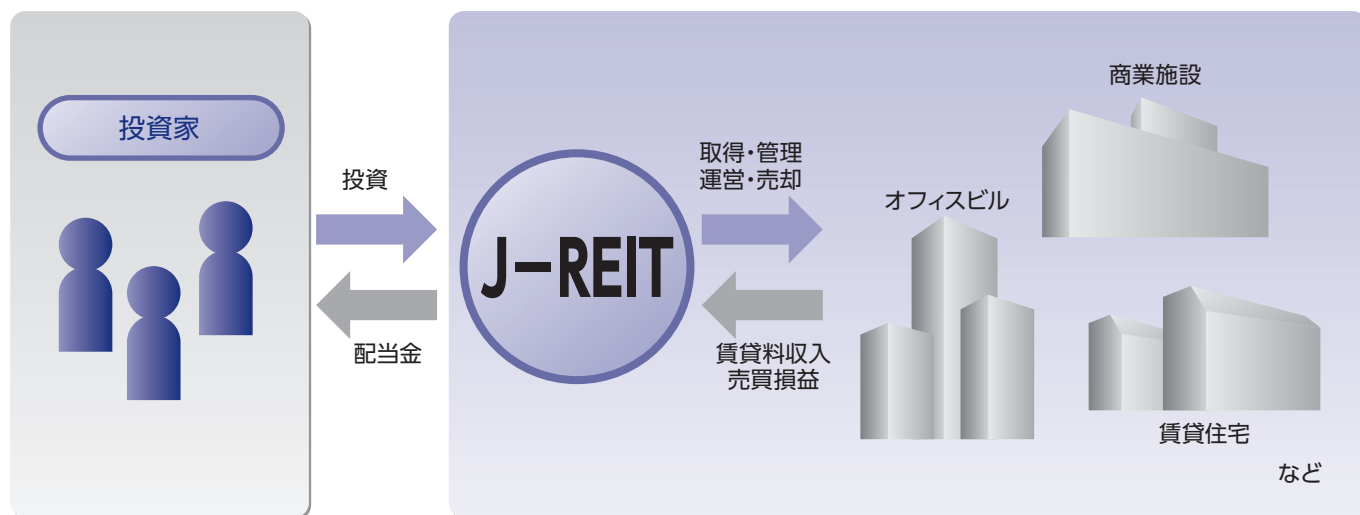 投資家
投資
配当金
J-REIT
取得・管理
運営・売却
賃貸料収入
売買損益
商業施設
オフィスビル
賃貸住宅
など